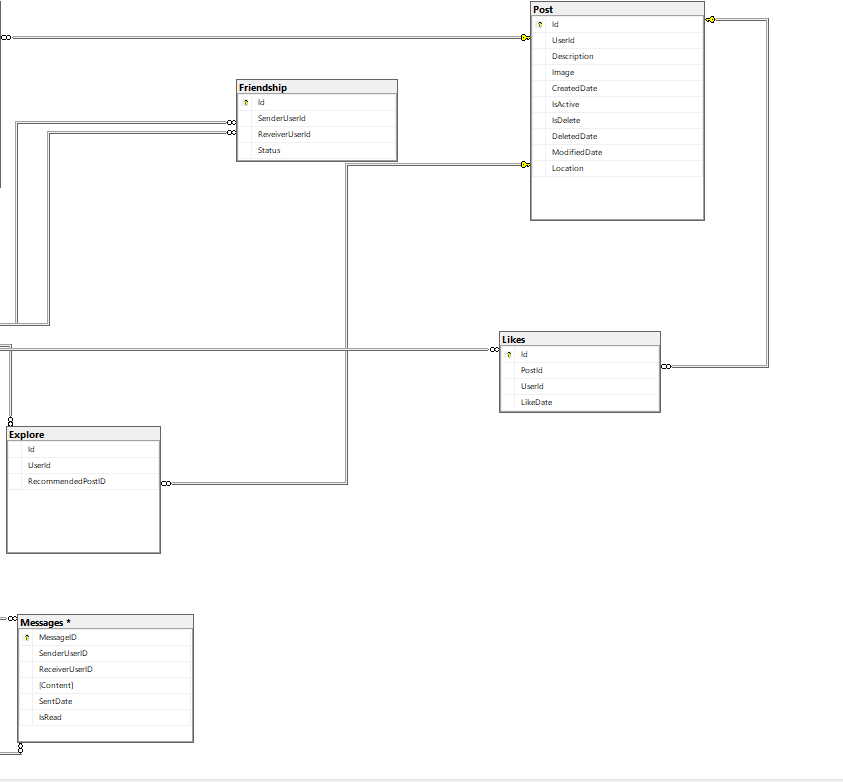 Post
Id
UserId
Description
Image
CreatedDate
IsActive
IsDelete
DeletedDate
ModifiedDate
Location
Friendship
Id
SenderUserId
ReveiverUserId
Status
Likes
Id
PostId
UserId
LikeDate
Explore
Id
UserId
RecommendedPostID
Messages *
MessageID
SenderUserID
ReceiverUserID
[Content]
SentDate
IsRead